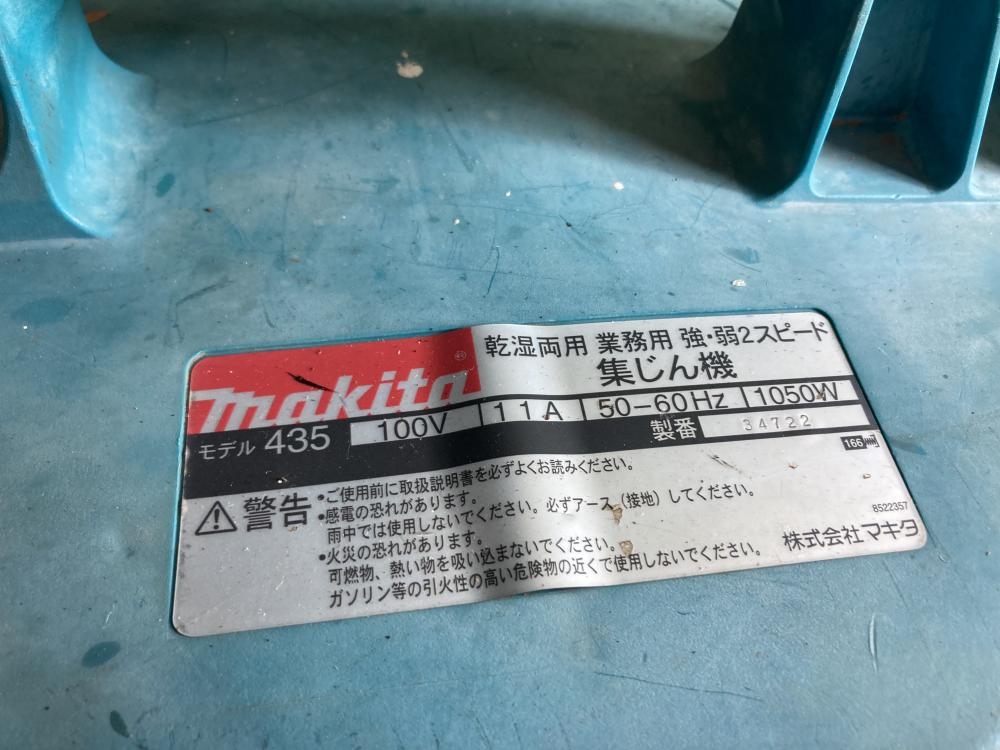 乾湿両用 業務用 強・弱2スピード
makita® 集じん機
モデル 435 100V 11A 50-60Hz 1050W
製番 34722
166
警告
•ご使用前に取扱説明書を必ずよくお読みください。
•感電の恐れがあります。
雨中では使用しないでください。必ずアース(接地)してください。
•火災の恐れがあります。
可燃物、熱い物を吸い込まないでください。
ガソリン等の引火性の高い危険物の近くで使用しないでください。
8522357
株式会社マキタ